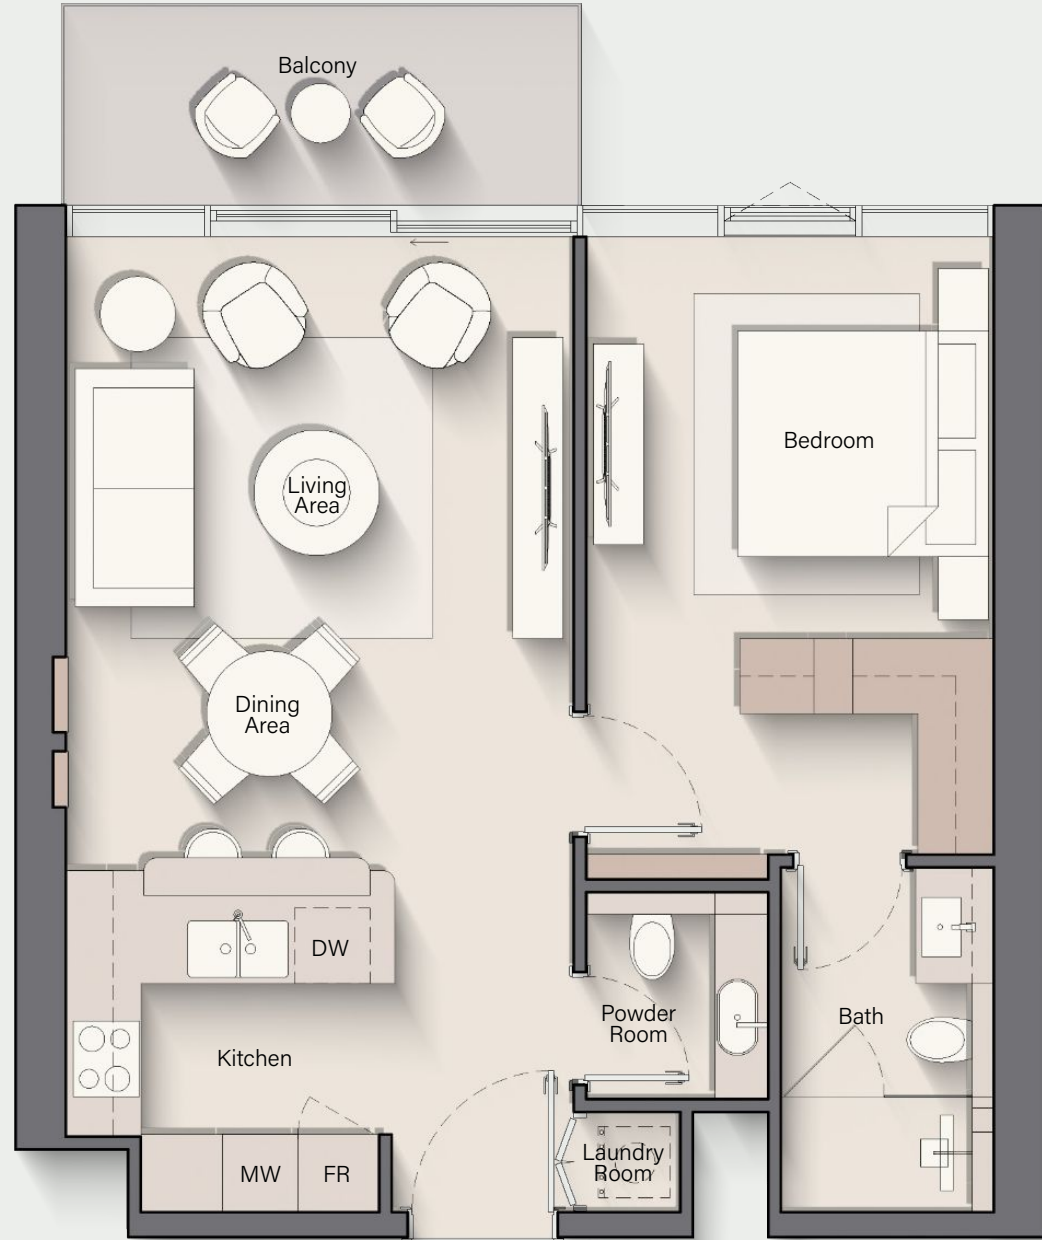 Balcony
Bedroom
Living
Area
Dining
Area
DW
Powder
Room
Bath
Kitchen
Laundry
Room
MW
FR